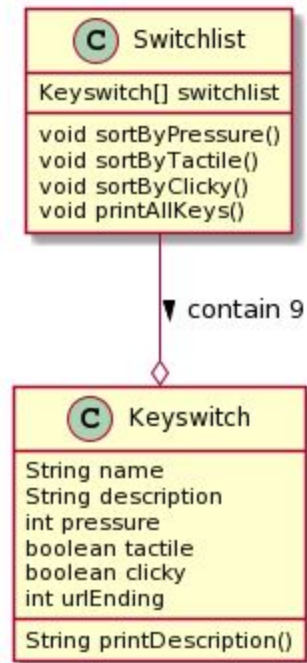 C Switchlist
Keyswitch[] switchlist
void sortByPressure()
void sortByTactile()
void sortByClicky()
void printAllKeys()
contain 9
C Keyswitch
String name
String description
int pressure
boolean tactile
boolean clicky
int urlEnding
String printDescription()